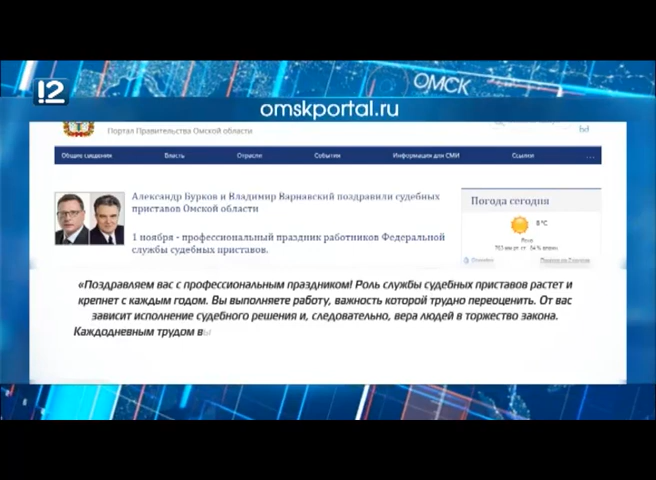 12
ОМСК
omskportal.ru
Портал Правительства Омской области
Общие сведения Власть Отрасли События Информация для СМИ Ссылки ...
Александр Бурков и Владимир Варнавский поздравили судебных
приставов Омской области
Погода сегодня
8 °C
1 ноября - профессиональный праздник работников Федеральной
службы судебных приставов.
«Поздравляем вас с профессиональным праздником! Роль службы судебных приставов растет и
крепнет с каждым годом. Вы выполняете работу, важность которой трудно переоценить. От вас
зависит исполнение судебного решения и, следовательно, вера людей в торжество закона.
Каждодневным трудом вы